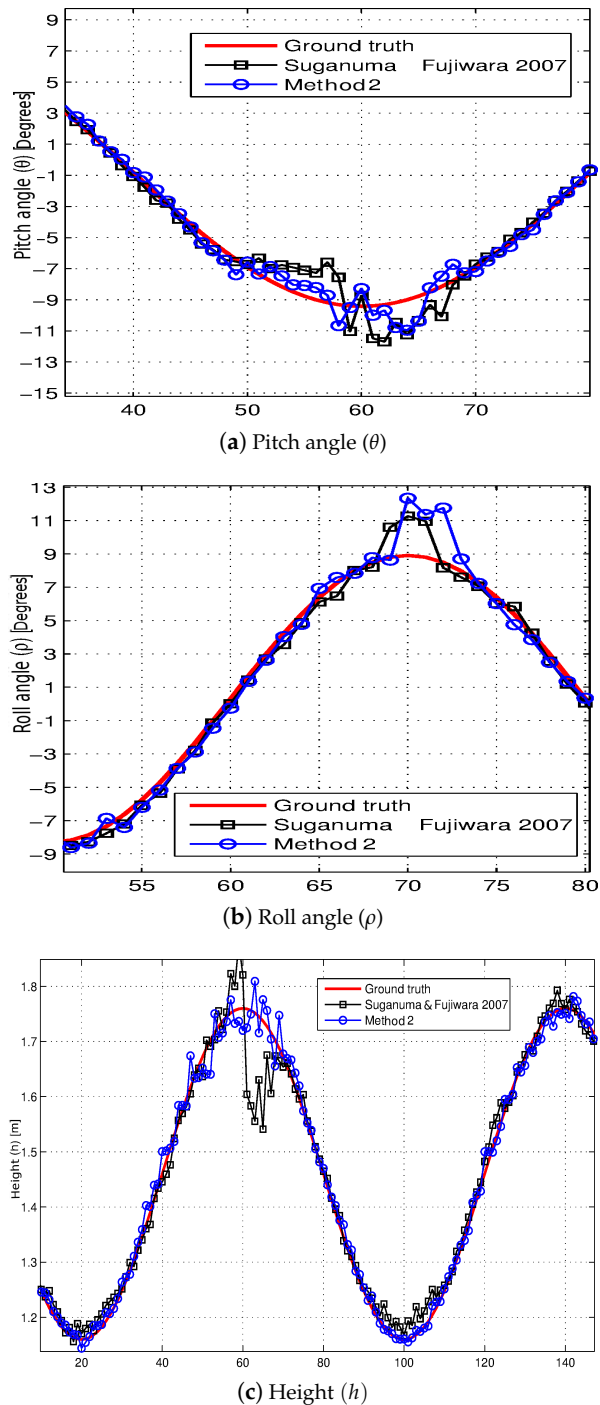 9
7
5
3
1
-1
-3
-5
-7
-9
-11
-13
-15
Pitch angle (θ) [Degrees]
Ground truth
Suganuma Fujiwara 2007
Method 2
40 50 60 70 80
(a) Pitch angle (θ)
13
11
9
7
5
3
1
-1
-3
-5
-7
-9
Roll angle (ρ) [Degrees]
Ground truth
Suganuma Fujiwara 2007
Method 2
55 60 65 70 75 80
(b) Roll angle (ρ)
1.8
1.7
1.6
1.5
1.4
1.3
1.2
Height (h) [m]
Ground truth
Suganuma & Fujiwara 2007
Method 2
20 40 60 80 100 120 140
(c) Height (h)